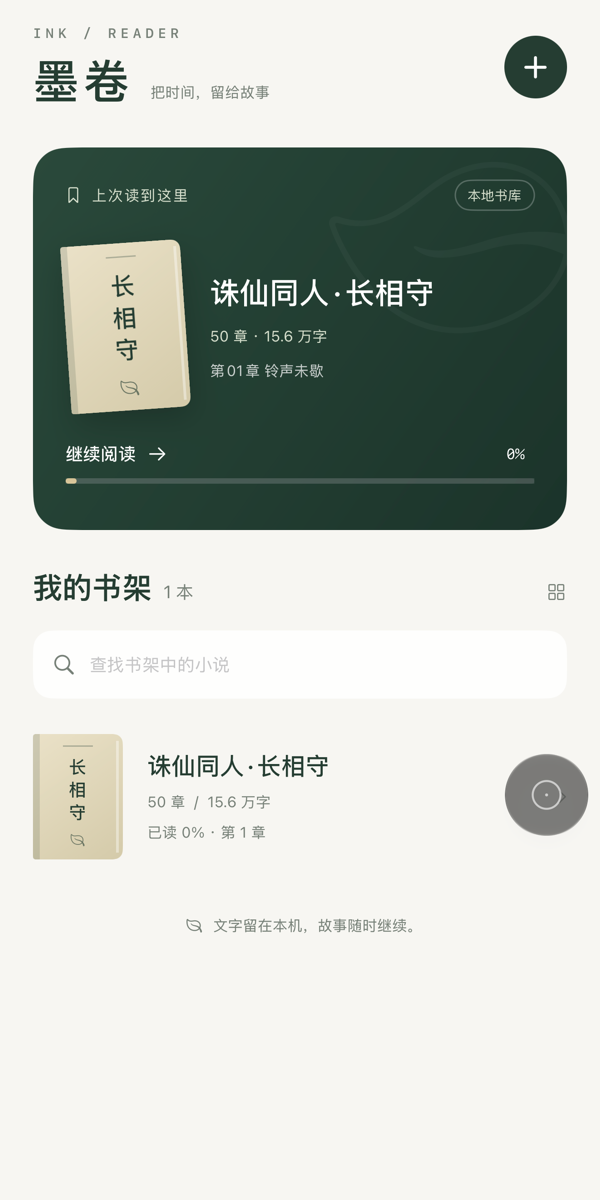 INK / READER
墨卷
把时间，留给故事
上次读到这里
本地书库
长
相
守
诛仙同人·长相守
50 章 · 15.6 万字
第01章 铃声未歇
继续阅读
0%
我的书架 1 本
查找书架中的小说
长
相
守
诛仙同人·长相守
50 章 / 15.6 万字
已读 0% · 第 1 章
文字留在本机，故事随时继续。